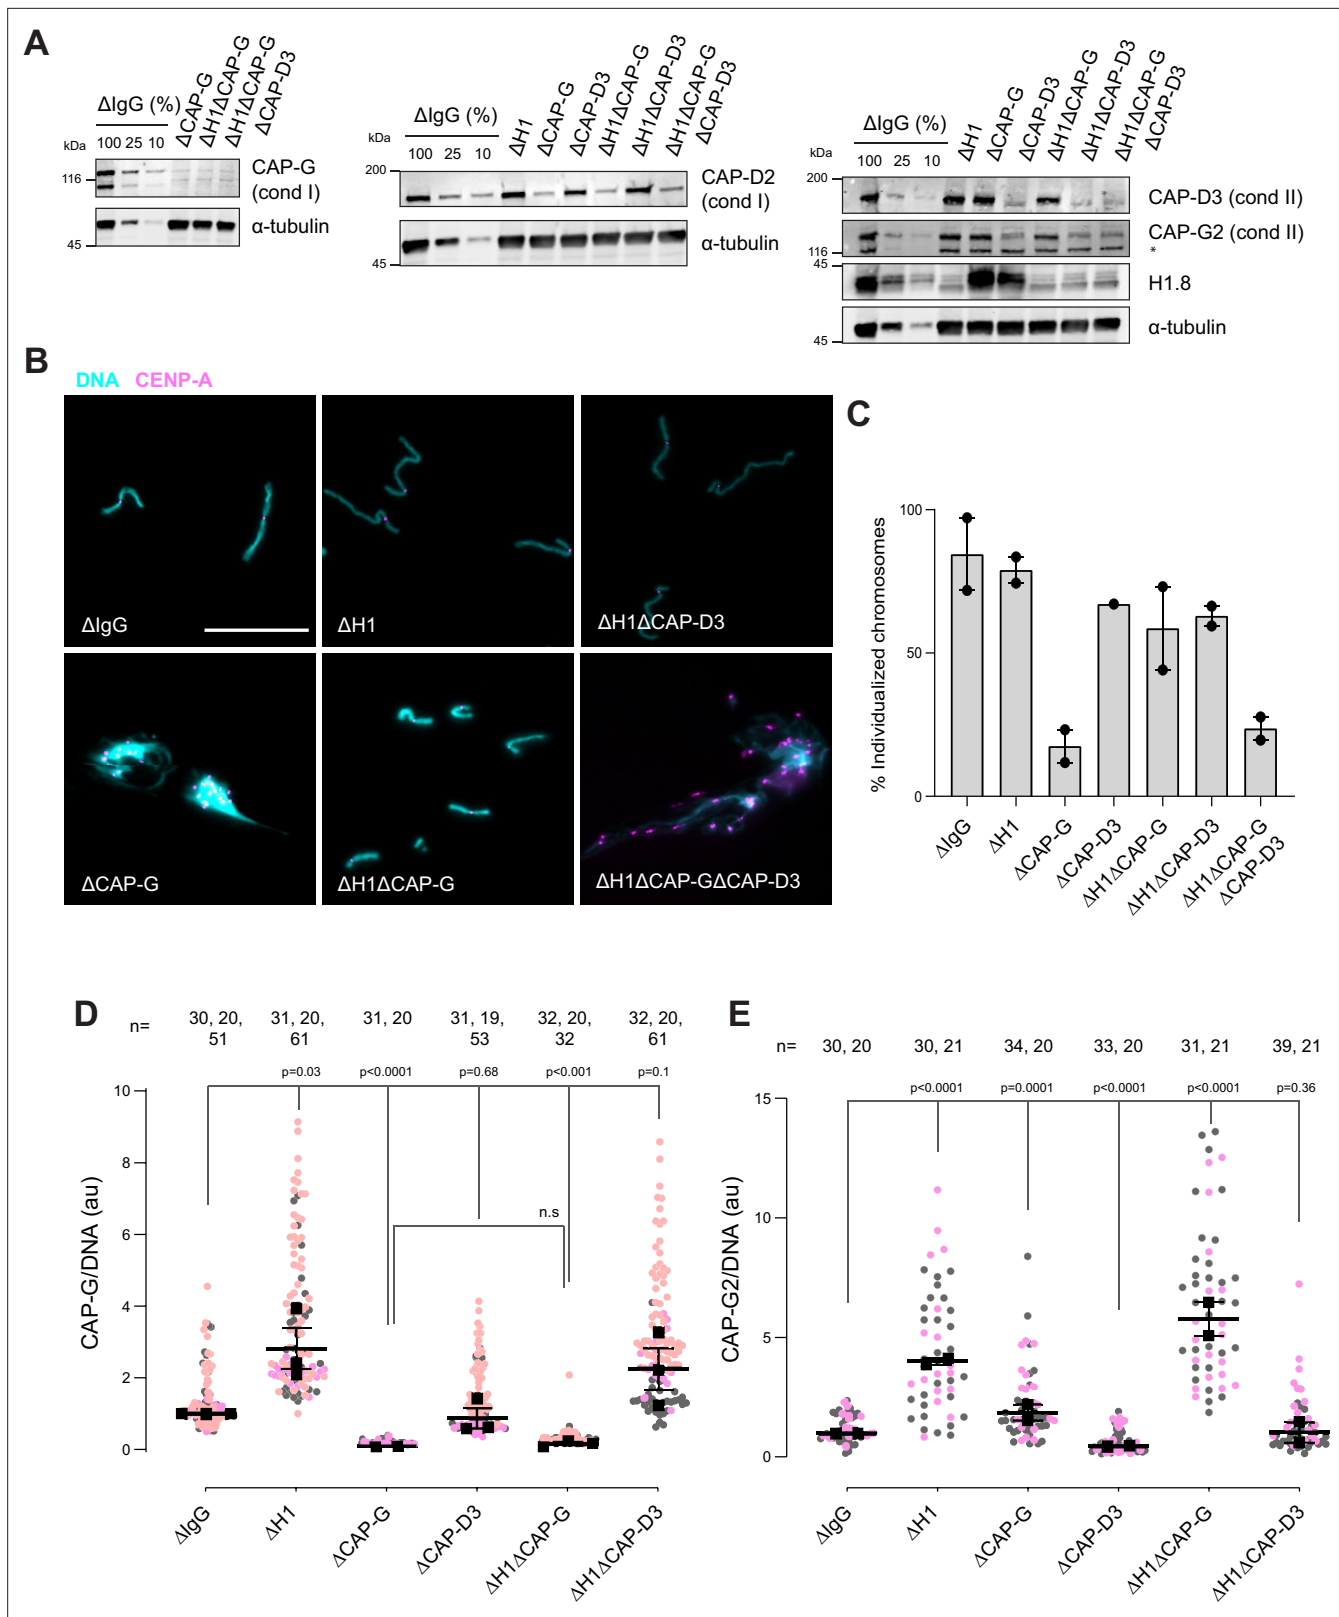 A
ΔIgG (%)
ΔCAP-G
ΔH1ΔCAP-G
ΔH1ΔCAP-G
ΔCAP-D3
kDa
100 25 10
116
CAP-G
(cond I)
α-tubulin
45
ΔIgG (%)
ΔH1
ΔCAP-G
ΔCAP-D3
ΔH1ΔCAP-G
ΔH1ΔCAP-D3
ΔH1ΔCAP-G
ΔCAP-D3
kDa
100 25 10
200
CAP-D2
(cond I)
α-tubulin
45
ΔIgG (%)
ΔH1
ΔCAP-G
ΔCAP-D3
ΔH1ΔCAP-G
ΔH1ΔCAP-D3
ΔH1ΔCAP-G
ΔCAP-D3
kDa
100 25 10
200
CAP-D3 (cond II)
CAP-G2 (cond II)
*
116
45
H1.8
α-tubulin
45
B
DNA CENP-A
ΔIgG
ΔH1
ΔH1ΔCAP-D3
ΔCAP-G
ΔH1ΔCAP-G
ΔH1ΔCAP-GΔCAP-D3
C
% Individualized chromosomes
100
50
0
ΔIgG
ΔH1
ΔCAP-G
ΔCAP-D3
ΔH1ΔCAP-G
ΔH1ΔCAP-D3
ΔH1ΔCAP-G
ΔCAP-D3
D
n=
30, 20,
51
31, 20,
61
31, 20
31, 19,
53
32, 20,
32
32, 20,
61
p=0.03
p<0.0001
p=0.68
p<0.001
p=0.1
n.s
CAP-G/DNA (au)
10
8
6
4
2
0
ΔIgG
ΔH1
ΔCAP-G
ΔCAP-D3
ΔH1ΔCAP-G
ΔH1ΔCAP-D3
E
n=
30, 20
30, 21
34, 20
33, 20
31, 21
39, 21
p<0.0001
p=0.0001
p<0.0001
p<0.0001
p=0.36
CAP-G2/DNA (au)
15
10
5
0
ΔIgG
ΔH1
ΔCAP-G
ΔCAP-D3
ΔH1ΔCAP-G
ΔH1ΔCAP-D3